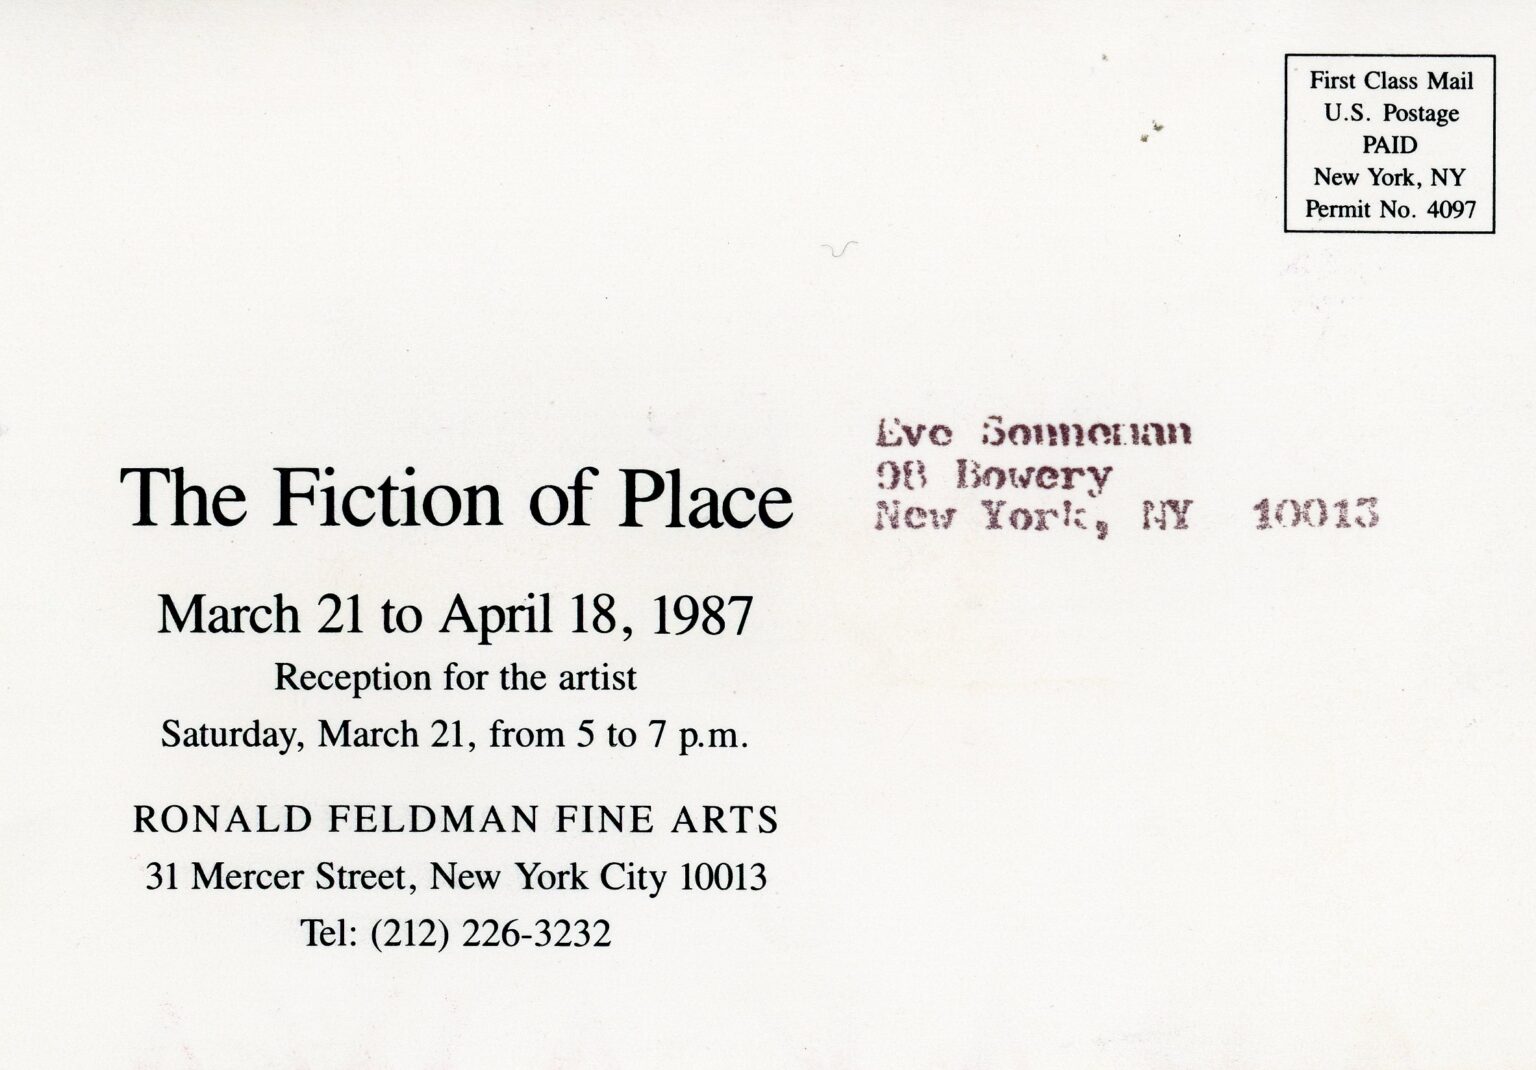 First Class Mail
U.S. Postage
PAID
New York, NY
Permit No. 4097
Eve Sonneman
98 Bowery
New York, NY 10013
The Fiction of Place
March 21 to April 18, 1987
Reception for the artist
Saturday, March 21, from 5 to 7 p.m.
RONALD FELDMAN FINE ARTS
31 Mercer Street, New York City 10013
Tel: (212) 226-3232